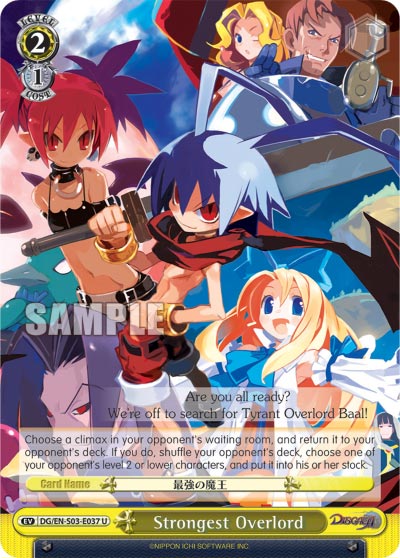 LEVEL
2
1
COST
SAMPLE
Are you all ready?
We're off to search for Tyrant Overlord Baal!
Choose a climax in your opponent's waiting room, and return it to
your opponent's deck. If you do, shuffle your opponent's deck, choose one of
your opponent's level 2 or lower characters, and put it into his or her stock.
Card Name
最強の魔王
EV DG/EN-S03-E037 U
Strongest Overlord
DISGAEA
©NIPPON ICHI SOFTWARE INC.